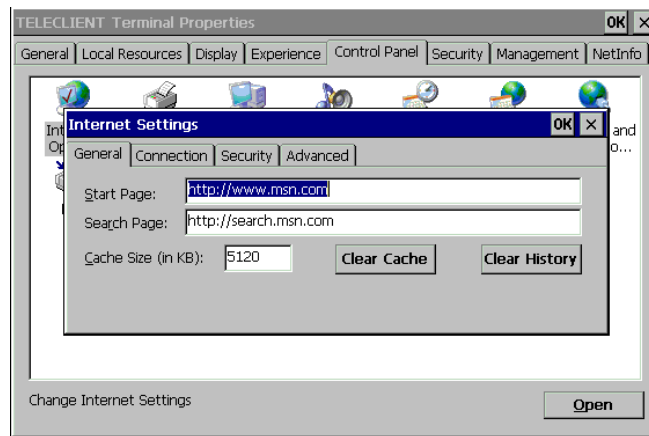 TELECLIENT Terminal Properties OK ×
General Local Resources Display Experience Control Panel Security Management NetInfo
Int and
Op o...
Internet Settings OK ×
General Connection Security Advanced
Start Page: http://www.msn.com
Search Page: http://search.msn.com
Cache Size (in KB): 5120 Clear Cache Clear History
Change Internet Settings Open